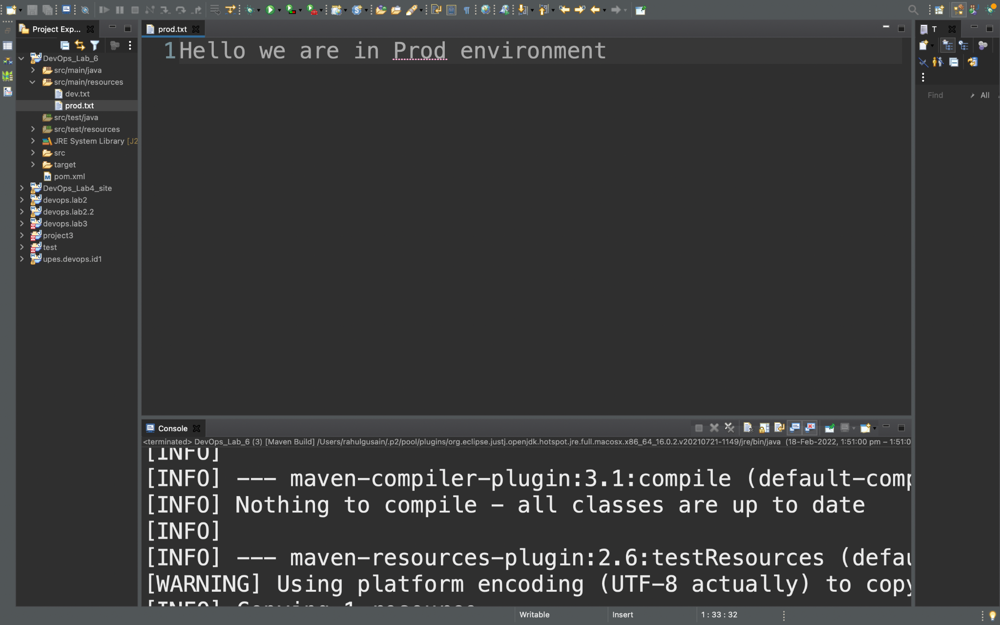 Project Exp...
DevOps_Lab_6
src/main/java
src/main/resources
dev.txt
prod.txt
src/test/java
src/test/resources
JRE System Library [J2
src
target
pom.xml
DevOps_Lab4_site
devops.lab2
devops.lab2.2
devops.lab3
project3
test
upes.devops.id1
prod.txt
1 Hello we are in Prod environment
T
Find
All
Console
<terminated> DevOps_Lab_6 (3) [Maven Build] /Users/rahulgusain/.p2/pool/plugins/org.eclipse.justj.openjdk.hotspot.jre.full.macosx.x86_64_16.0.2.v20210721-1149/jre/bin/java (18-Feb-2022, 1:51:00 pm – 1:51:0
[INFO]
[INFO] --- maven-compiler-plugin:3.1:compile (default-comp
[INFO] Nothing to compile - all classes are up to date
[INFO]
[INFO] --- maven-resources-plugin:2.6:testResources (defau
[WARNING] Using platform encoding (UTF-8 actually) to copy
[INFO] Copying 1 resource
Writable
Insert
1 : 33 : 32